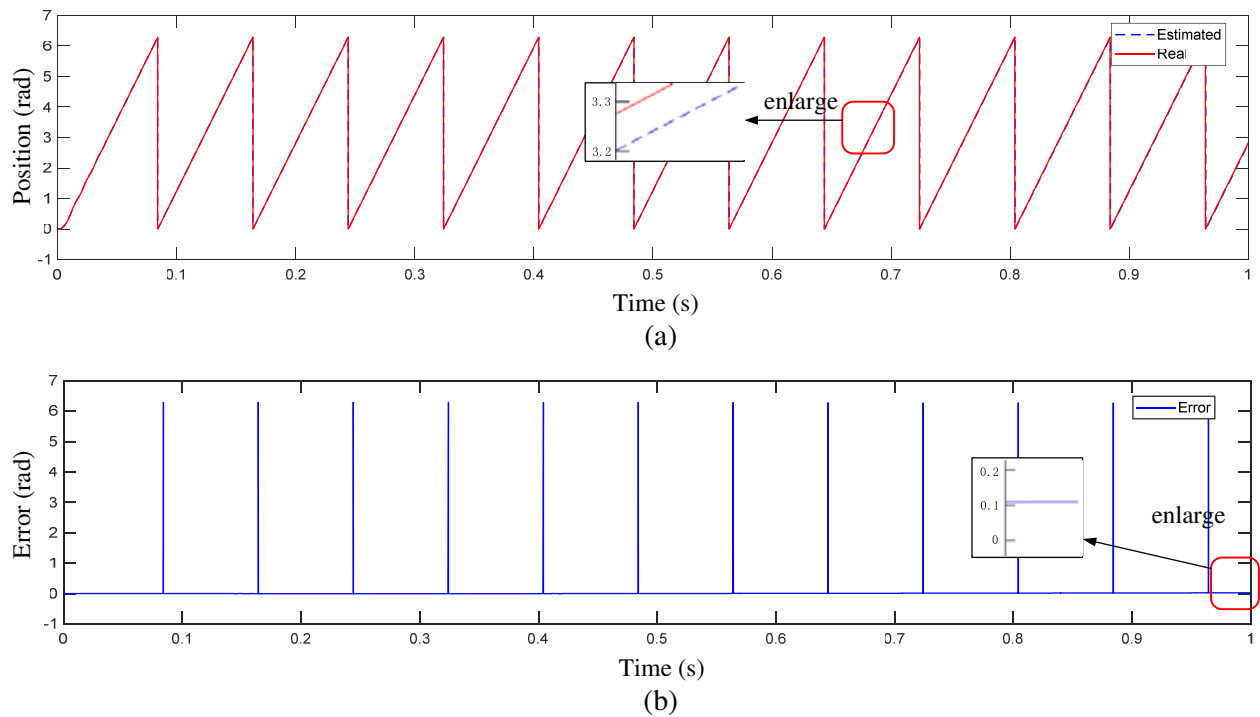 7
6
5
4
3
2
1
0
-1
Position (rad)
Estimated
Real
3.3
3.2
enlarge
0 0.1 0.2 0.3 0.4 0.5 0.6 0.7 0.8 0.9 1
Time (s)
(a)
7
6
5
4
3
2
1
0
-1
Error (rad)
Error
0.2
0.1
0
enlarge
0 0.1 0.2 0.3 0.4 0.5 0.6 0.7 0.8 0.9 1
Time (s)
(b)